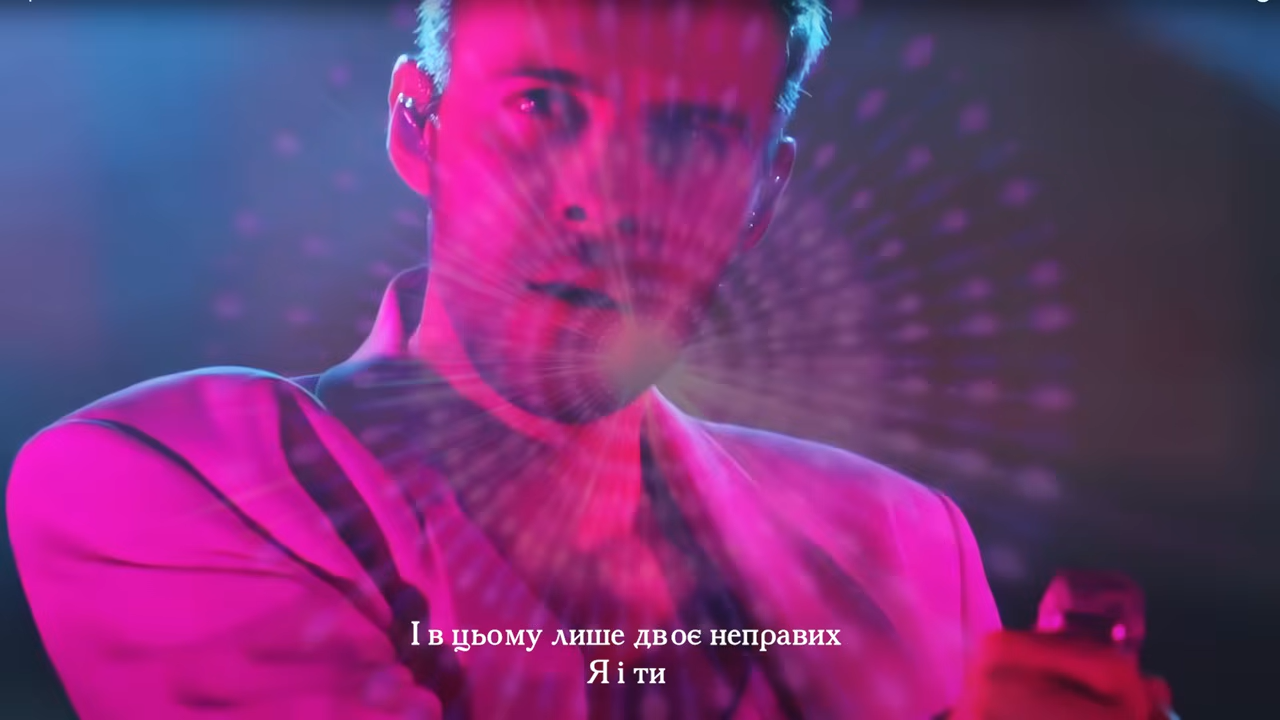 І в цьому лише двоє неправих
Я і ти